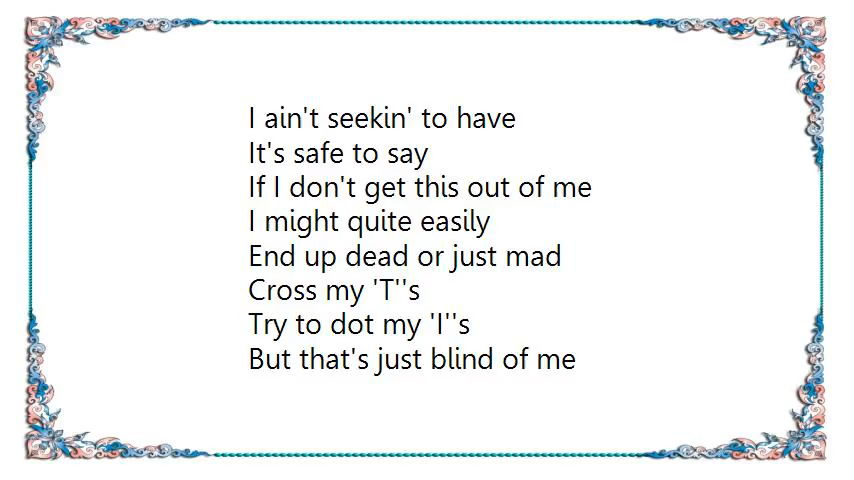 I ain't seekin' to have
It's safe to say
If I don't get this out of me
I might quite easily
End up dead or just mad
Cross my 'T''s
Try to dot my 'I''s
But that's just blind of me